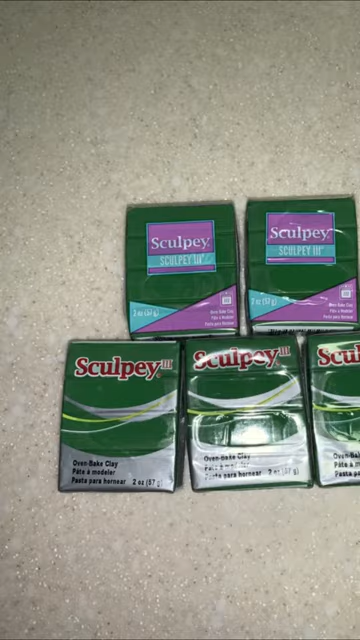 Sculpey
SCULPEY III
2 oz (57 g)
Oven-Bake Clay
Pâte à Modeler
Pasta para hornear
Sculpey
SCULPEY III
2 oz (57 g)
Oven-Bake Clay
Pâte à Modeler
Pasta para hornear
Sculpey III
Oven-Bake Clay
Pâte à modeler
Pasta para hornear 2 oz (57 g)
Sculpey III
Oven-Bake Clay
Pâte à modeler
Pasta para hornear 2 oz (57 g)
Scul
Oven-Ba
Pâte à m
Pasta pa